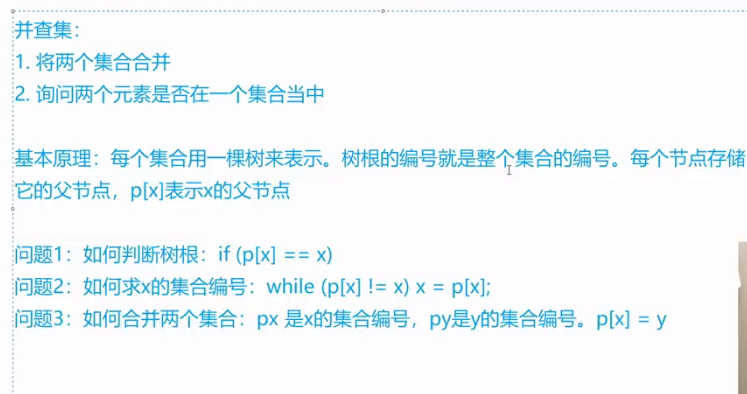 并查集：
1. 将两个集合合并
2. 询问两个元素是否在一个集合当中
基本原理：每个集合用一棵树来表示。树根的编号就是整个集合的编号。每个节点存储
它的父节点，p[x]表示x的父节点
问题1：如何判断树根：if (p[x] == x)
问题2：如何求x的集合编号：while (p[x] != x) x = p[x];
问题3：如何合并两个集合：px 是x的集合编号，py是y的集合编号。p[x] = y